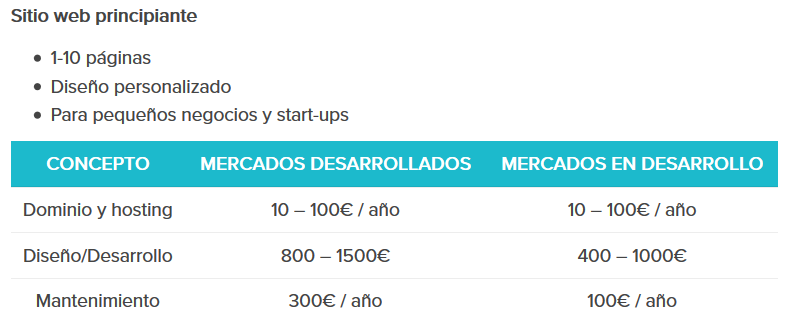 Sitio web principiante
1-10 páginas
Diseño personalizado
Para pequeños negocios y start-ups
CONCEPTO MERCADOS DESARROLLADOS MERCADOS EN DESARROLLO
Dominio y hosting 10 – 100€ / año 10 – 100€ / año
Diseño/Desarrollo 800 – 1500€ 400 – 1000€
Mantenimiento 300€ / año 100€ / año